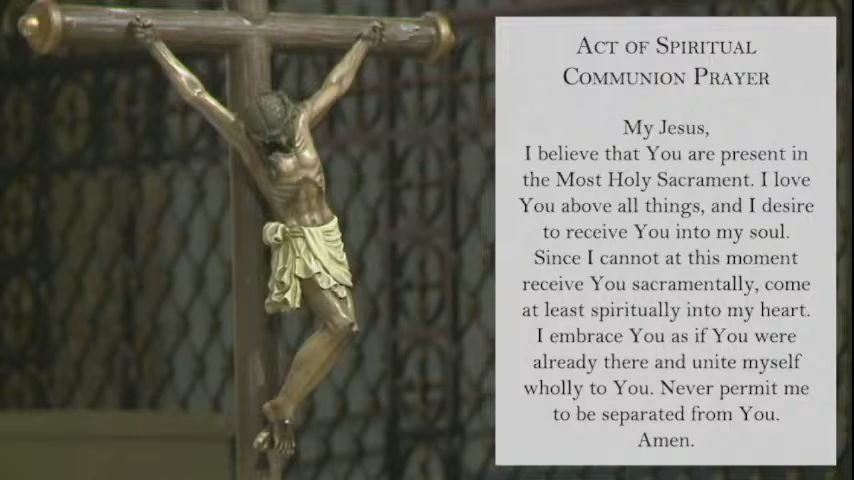 Act of Spiritual
Communion Prayer
My Jesus,
I believe that You are present in
the Most Holy Sacrament. I love
You above all things, and I desire
to receive You into my soul.
Since I cannot at this moment
receive You sacramentally, come
at least spiritually into my heart.
I embrace You as if You were
already there and unite myself
wholly to You. Never permit me
to be separated from You.
Amen.